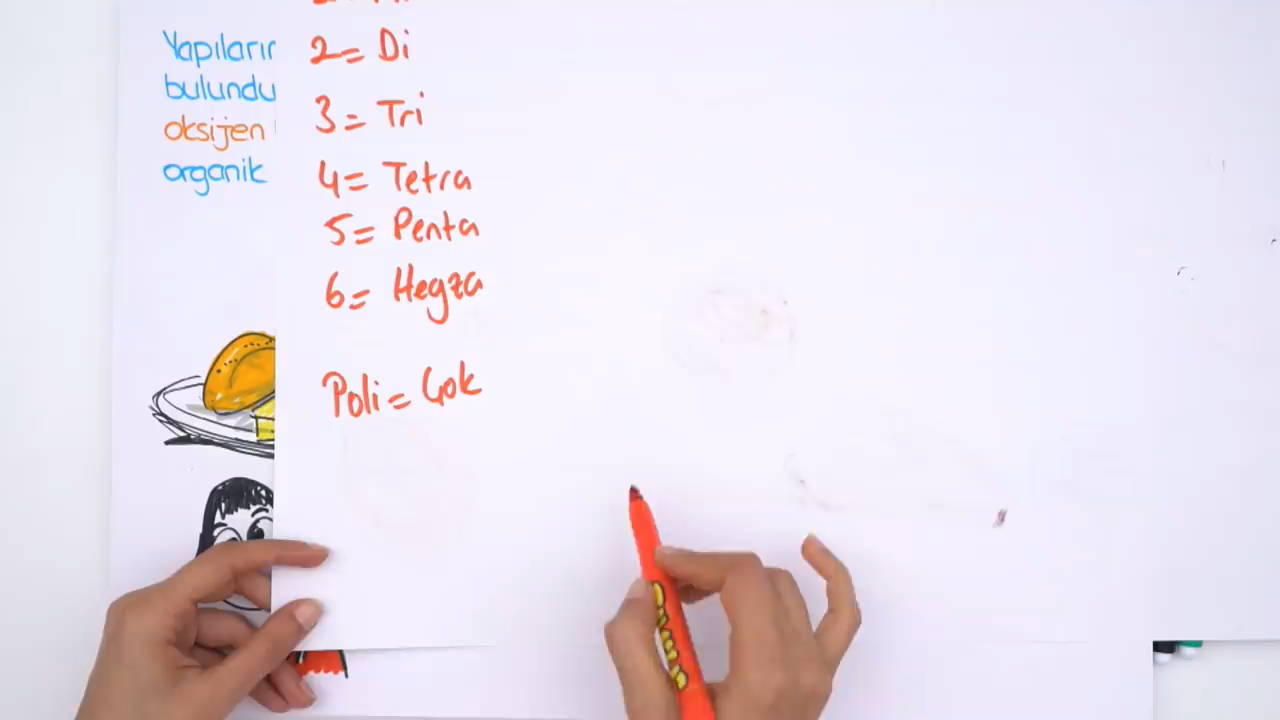 Yapıların
bulundu
oksijen
organik
2= Di
3= Tri
4= Tetra
5= Penta
6= Hegza
Poli= Çok